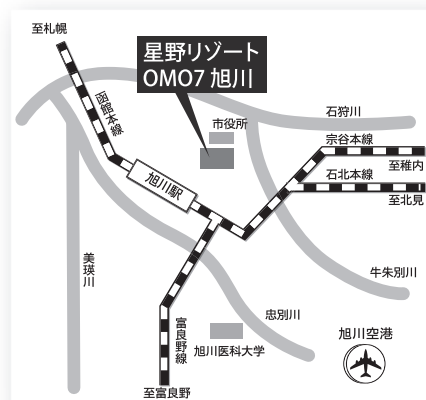 至札幌
星野リゾート
OMO7 旭川
函館本線
市役所
石狩川
宗谷本線
至稚内
石北本線
至北見
旭川駅
美瑛川
牛朱別川
忠別川
富良野線
旭川医科大学
旭川空港
至富良野